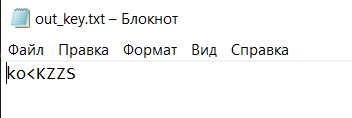 out_key.txt – Блокнот
Файл Правка Формат Вид Справка
ko<KZZS